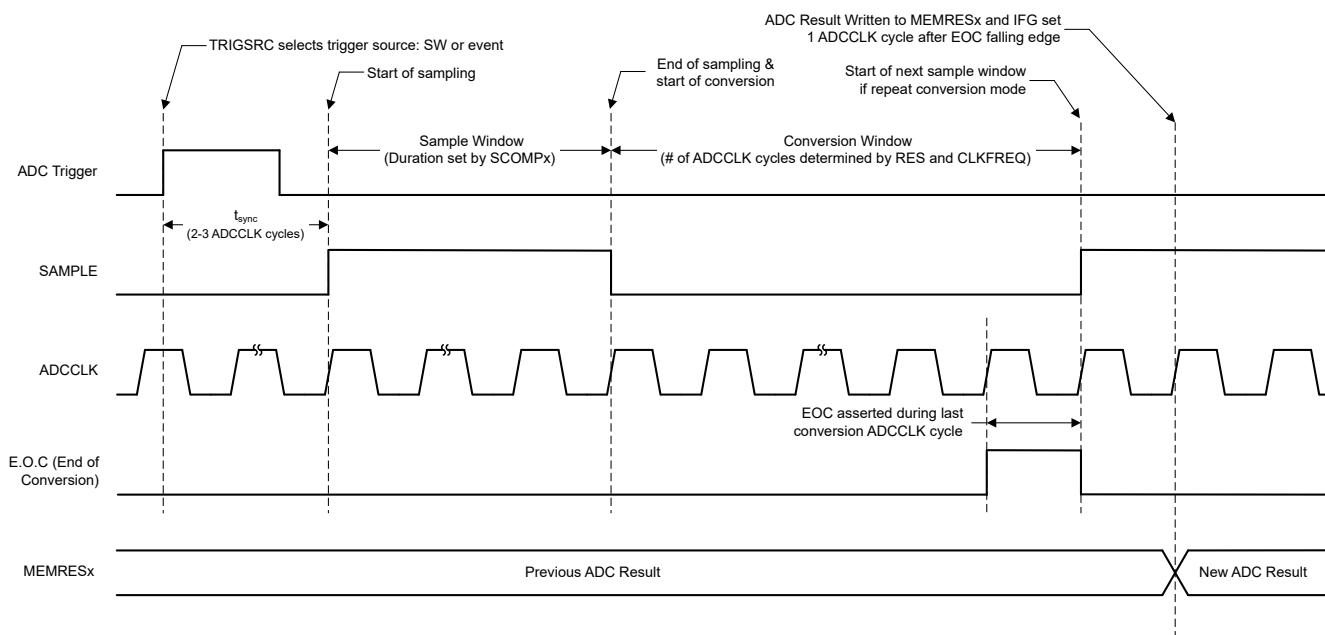 ADC Result Written to MEMRESx and IFG set
1 ADCCLK cycle after EOC falling edge
TRIGSRC selects trigger source: SW or event
Start of sampling
End of sampling &
start of conversion
Start of next sample window
if repeat conversion mode
Sample Window
(Duration set by SCOMPx)
Conversion Window
(# of ADCCLK cycles determined by RES and CLKFREQ)
ADC Trigger
tsync
(2-3 ADCCLK cycles)
SAMPLE
ADCCLK
EOC asserted during last
conversion ADCCLK cycle
E.O.C (End of
Conversion)
MEMRESx
Previous ADC Result
New ADC Result